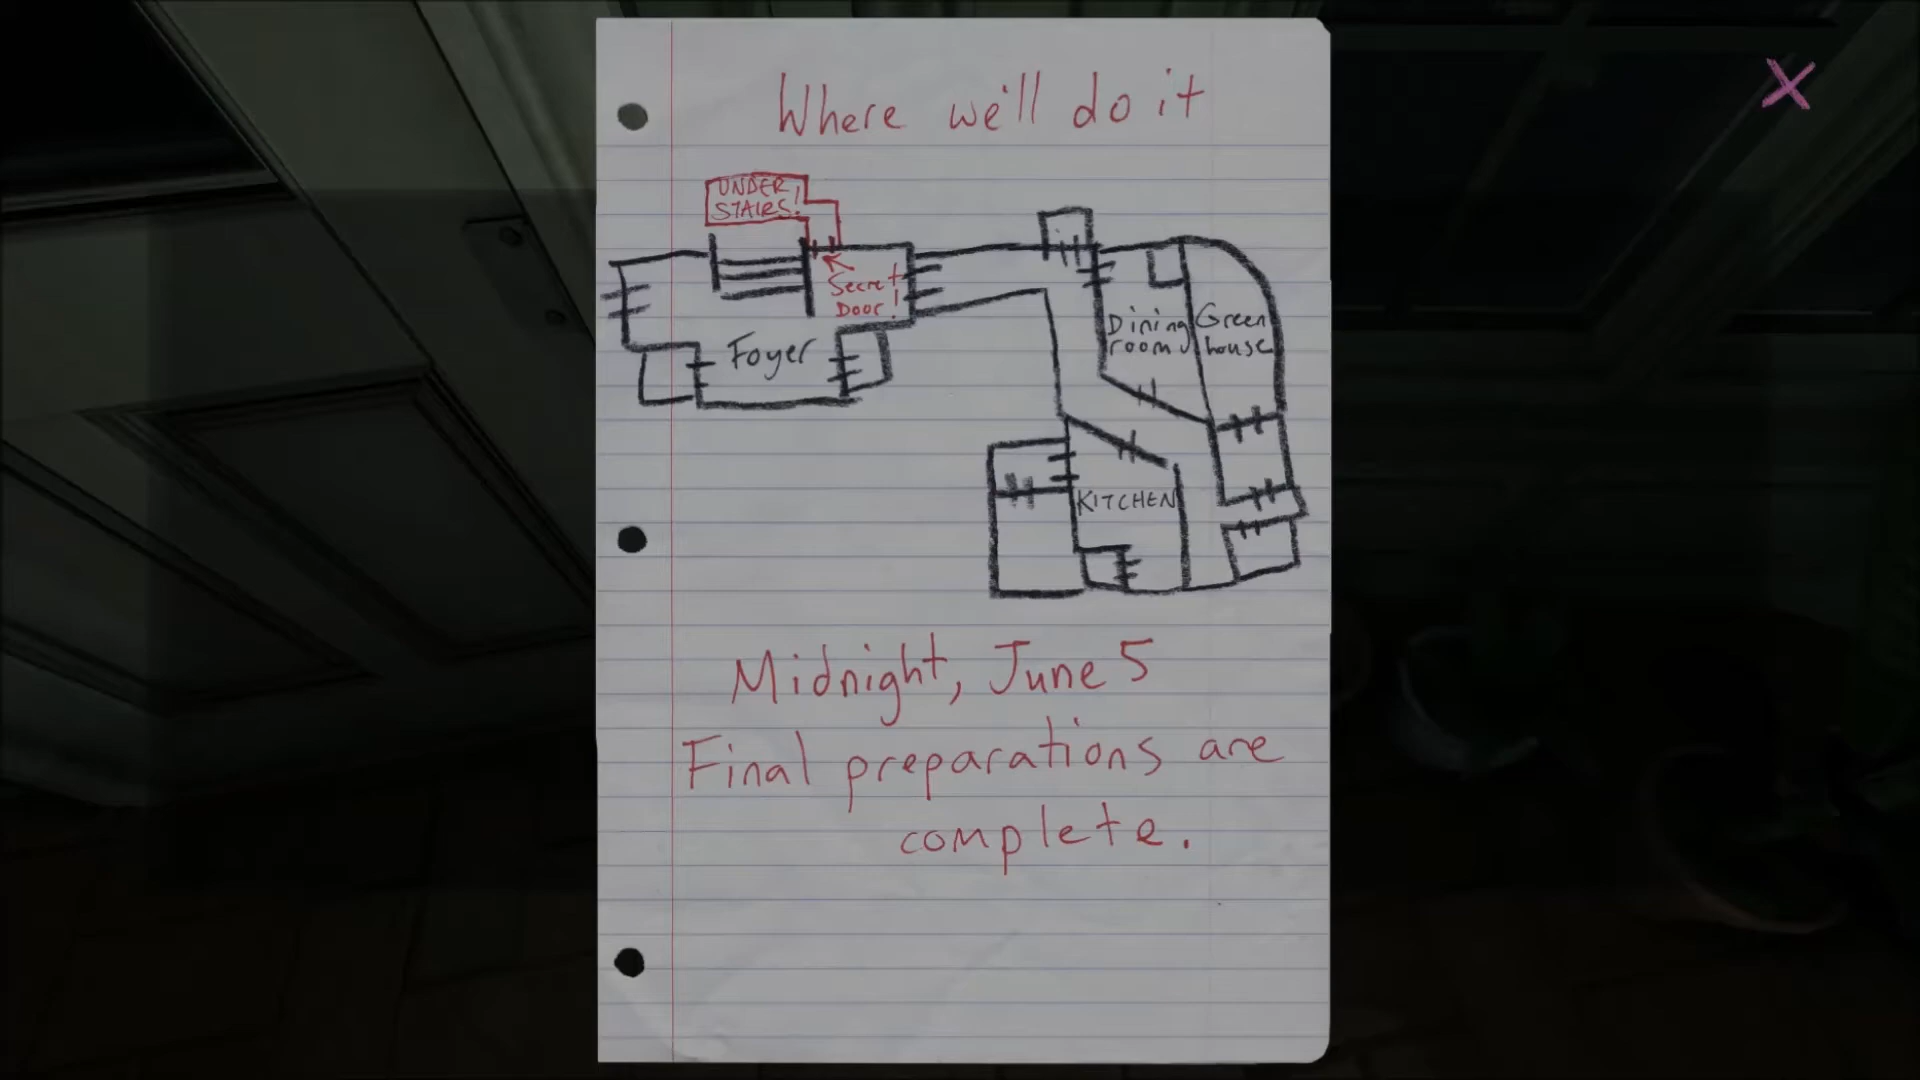 Where we'll do it
UNDER
STAIRS!
Secret
Door!
Foyer
Dining
room
Green
house
KITCHEN
Midnight, June 5
Final preparations are
complete.